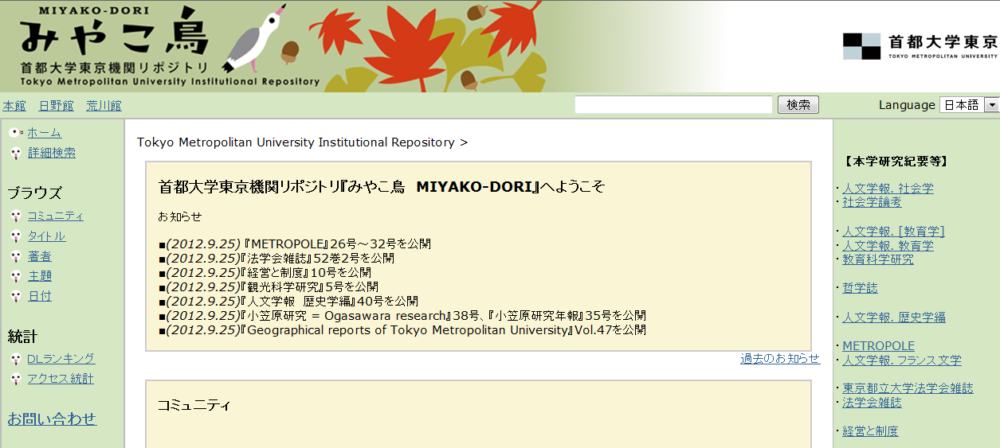 MIYAKO-DORI
みやこ鳥
首都大学東京機関リポジトリ
Tokyo Metropolitan University Institutional Repository
首都大学東京
TOKYO METROPOLITAN UNIVERSITY
本館 日野館 荒川館
検索
Language 日本語
ホーム
詳細検索
ブラウズ
コミュニティ
タイトル
著者
主題
日付
統計
DLランキング
アクセス統計
お問い合わせ
Tokyo Metropolitan University Institutional Repository >
首都大学東京機関リポジトリ『みやこ鳥 MIYAKO-DORI』へようこそ
お知らせ
■(2012.9.25) 『METROPOLE』26号～32号を公開
■(2012.9.25)『法学会雑誌』52巻2号を公開
■(2012.9.25)『経営と制度』10号を公開
■(2012.9.25)『観光科学研究』5号を公開
■(2012.9.25)『人文学報 歴史学編』40号を公開
■(2012.9.25)『小笠原研究 = Ogasawara research』38号、『小笠原研究年報』35号を公開
■(2012.9.25)『Geographical reports of Tokyo Metropolitan University』Vol.47を公開
過去のお知らせ
コミュニティ
【本学研究紀要等】
・人文学報. 社会学
・社会学論考
・人文学報. [教育学]
・人文学報. 教育学
・教育科学研究
・哲学誌
・人文学報. 歴史学編
・METROPOLE
・人文学報. フランス文学
・東京都立大学法学会雑誌
・法学会雑誌
・経営と制度